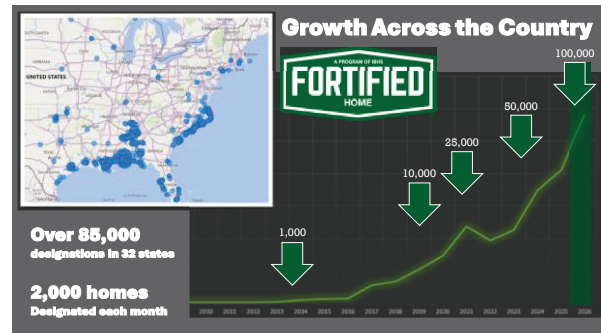 Growth Across the Country
UNITED STATES
A PROGRAM OF IBHS
FORTIFIED
HOME
100,000
50,000
25,000
10,000
1,000
Over 85,000
designations in 32 states
2,000 homes
Designated each month
2010 2011 2012 2013 2014 2015 2016 2017 2018 2019 2020 2021 2022 2023 2024 2025 2026